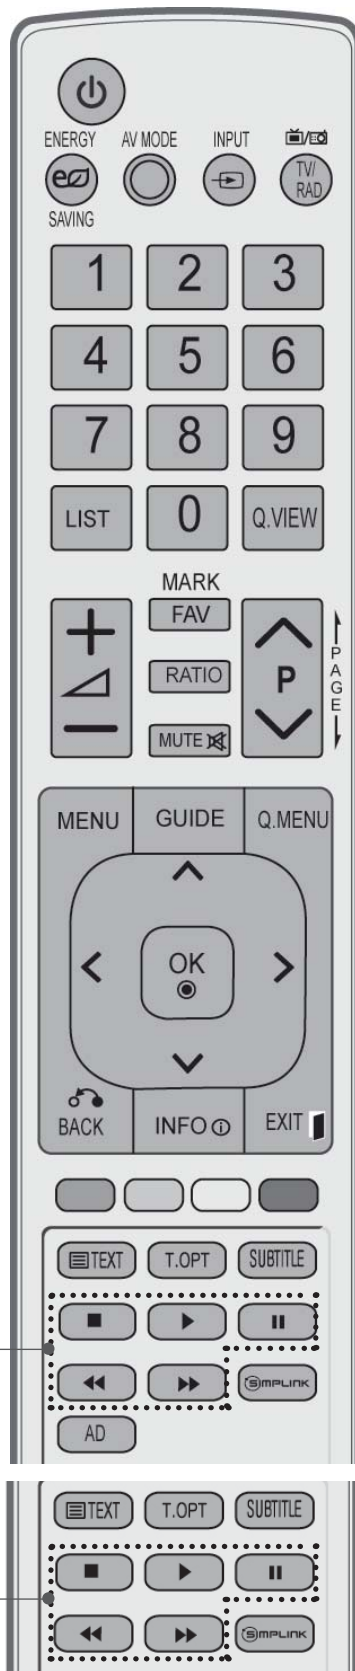 ENERGY AV MODE INPUT
TV/
RAD
SAVING
1 2 3
4 5 6
7 8 9
LIST 0 Q.VIEW
MARK
FAV
RATIO
P
PAGE
MUTE
MENU GUIDE Q.MENU
OK
BACK INFO EXIT
TEXT T.OPT SUBTITLE
SIMPLINK
AD
TEXT T.OPT SUBTITLE
SIMPLINK